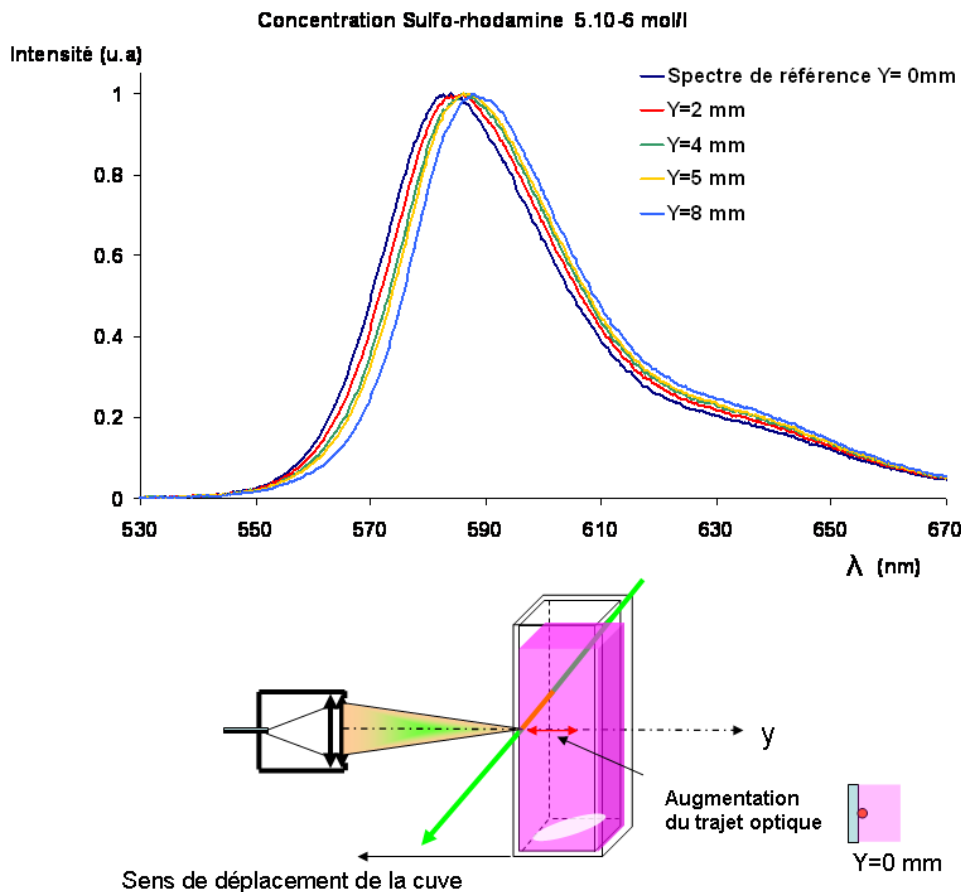 Concentration Sulfo-rhodamine 5.10-6 mol/l
Intensité (u.a)
Spectre de référence Y= 0mm
Y=2 mm
Y=4 mm
Y=5 mm
Y=8 mm
1
0.8
0.6
0.4
0.2
0
530 550 570 590 610 630 650 670
λ (nm)
y
Augmentation
du trajet optique
Y=0 mm
Sens de déplacement de la cuve